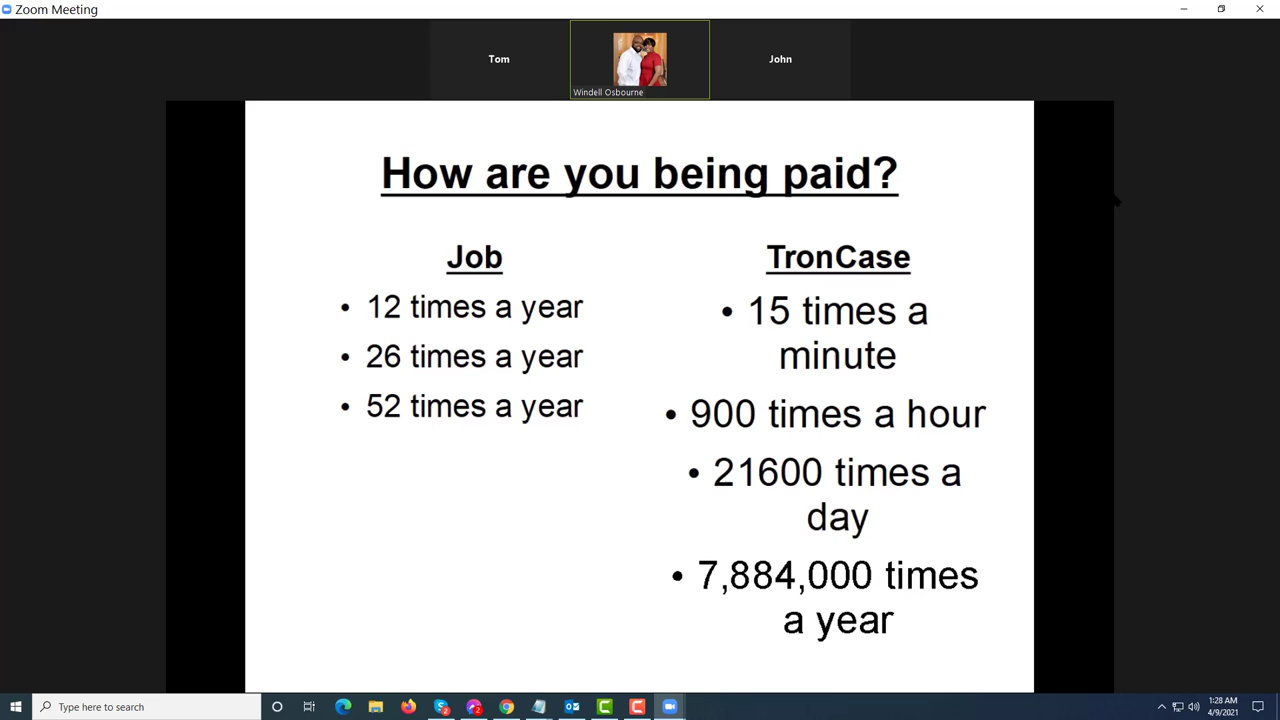 Zoom Meeting
Tom
Windell Osbourne
John
How are you being paid?
Job
• 12 times a year
• 26 times a year
• 52 times a year
TronCase
• 15 times a
minute
• 900 times a hour
• 21600 times a
day
• 7,884,000 times
a year
Type here to search
2
2
1:28 AM
4/9/2021